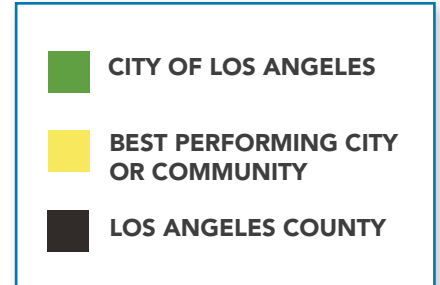 CITY OF LOS ANGELES
BEST PERFORMING CITY
OR COMMUNITY
LOS ANGELES COUNTY